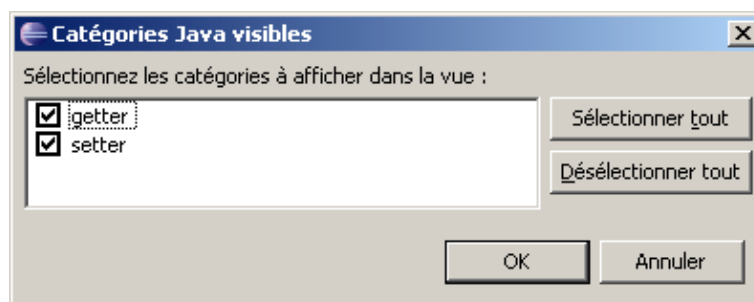 Catégories Java visibles
Sélectionnez les catégories à afficher dans la vue :
getter
setter
Sélectionner tout
Désélectionner tout
OK
Annuler